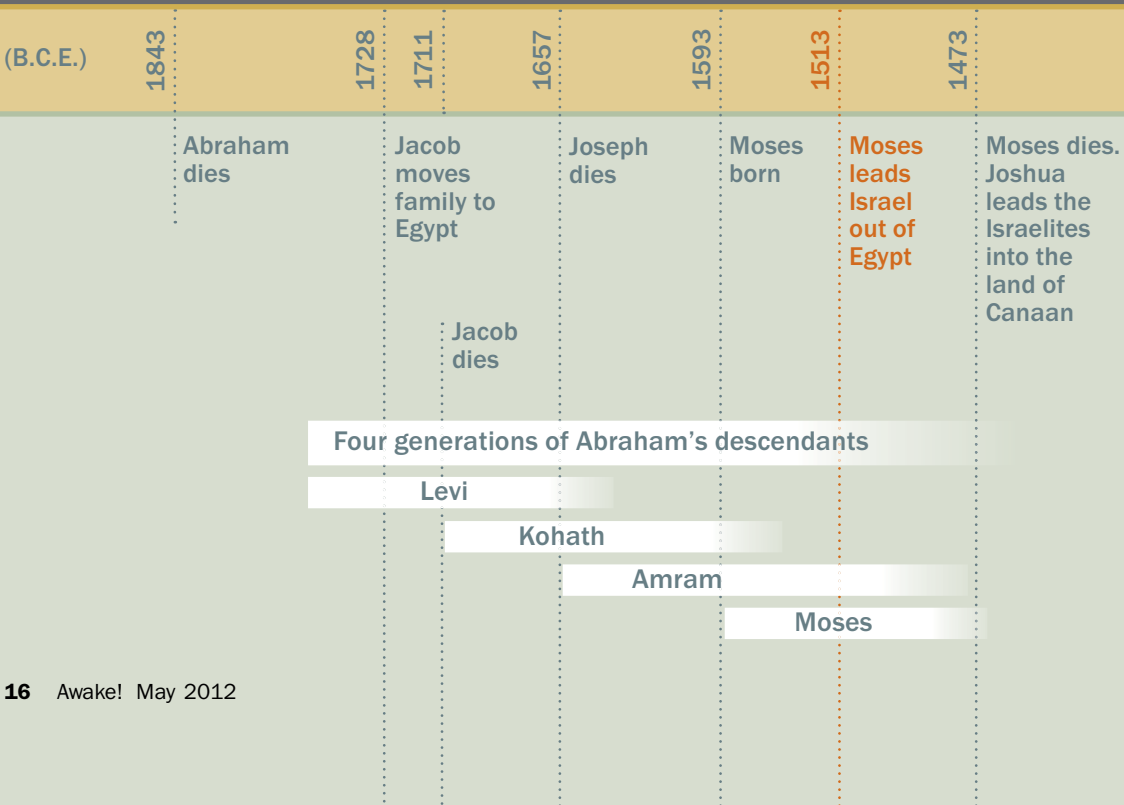 (B.C.E.)
1843
1728
1711
1657
1593
1513
1473
Abraham
dies
Jacob
moves
family to
Egypt
Joseph
dies
Moses
born
Moses
leads
Israel
out of
Egypt
Moses dies.
Joshua
leads the
Israelites
into the
land of
Canaan
Jacob
dies
Four generations of Abraham’s descendants
Levi
Kohath
Amram
Moses
16 Awake! May 2012